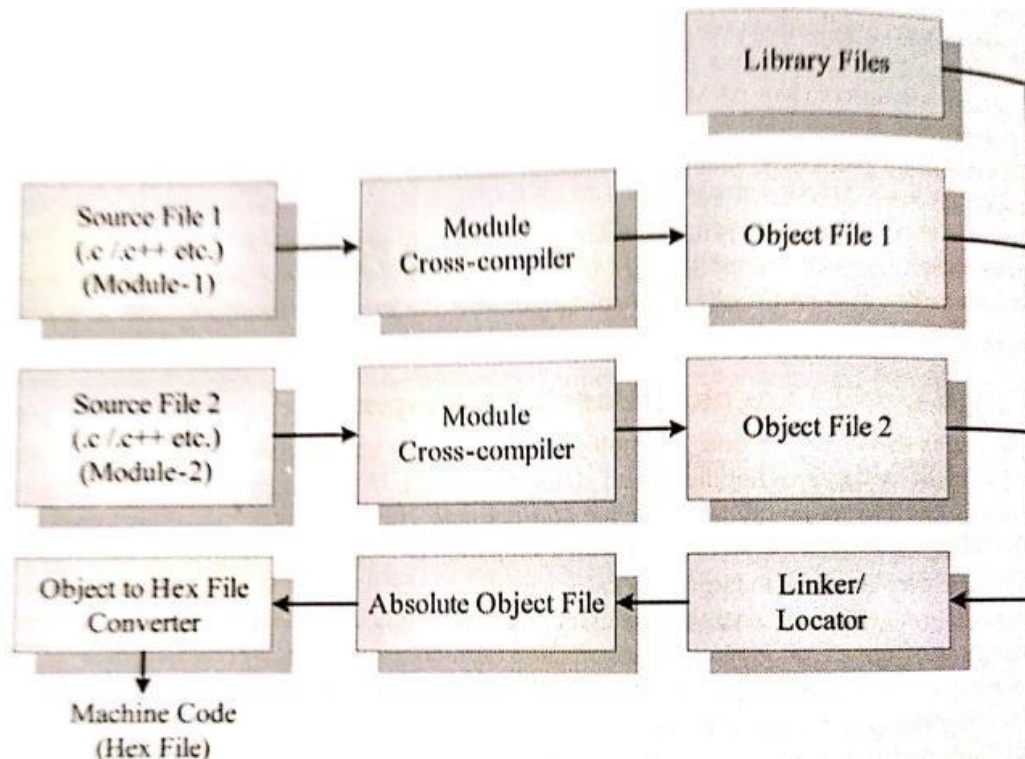 Library Files
Source File 1
(.c /.c++ etc.)
(Module-1)
Module
Cross-compiler
Object File 1
Source File 2
(.c /.c++ etc.)
(Module-2)
Module
Cross-compiler
Object File 2
Object to Hex File
Converter
Absolute Object File
Linker/
Locator
Machine Code
(Hex File)